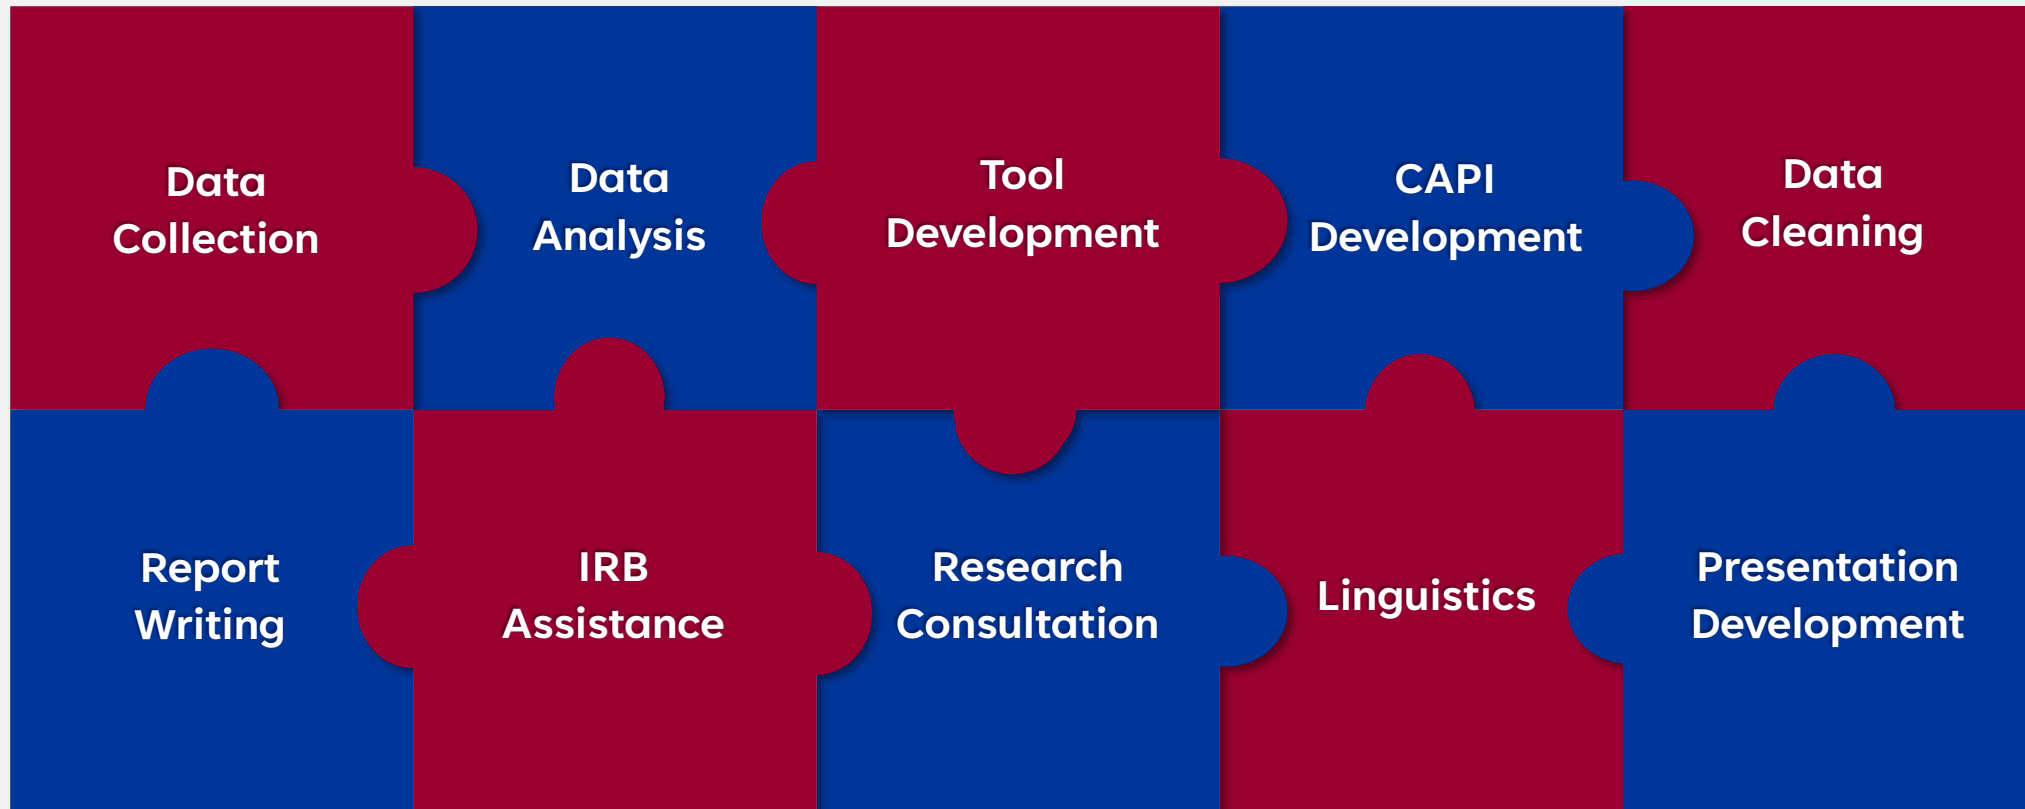 Data
Collection
Data
Analysis
Tool
Development
CAPI
Development
Data
Cleaning
Report
Writing
IRB
Assistance
Research
Consultation
Linguistics
Presentation
Development